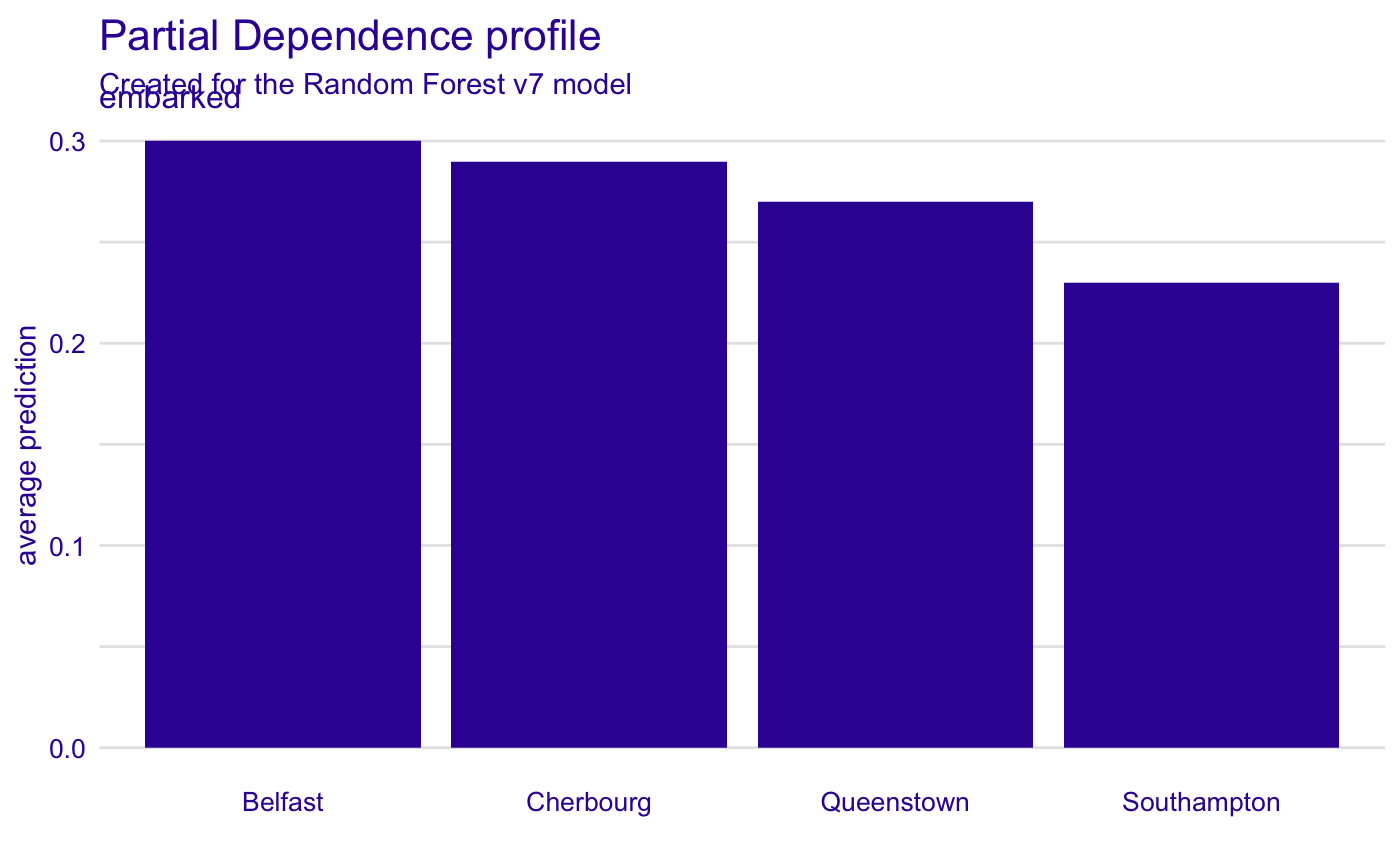 Partial Dependence profile
Created for the Random Forest v7 model
embarked
average prediction
0.3
0.2
0.1
0.0
Belfast
Cherbourg
Queenstown
Southampton